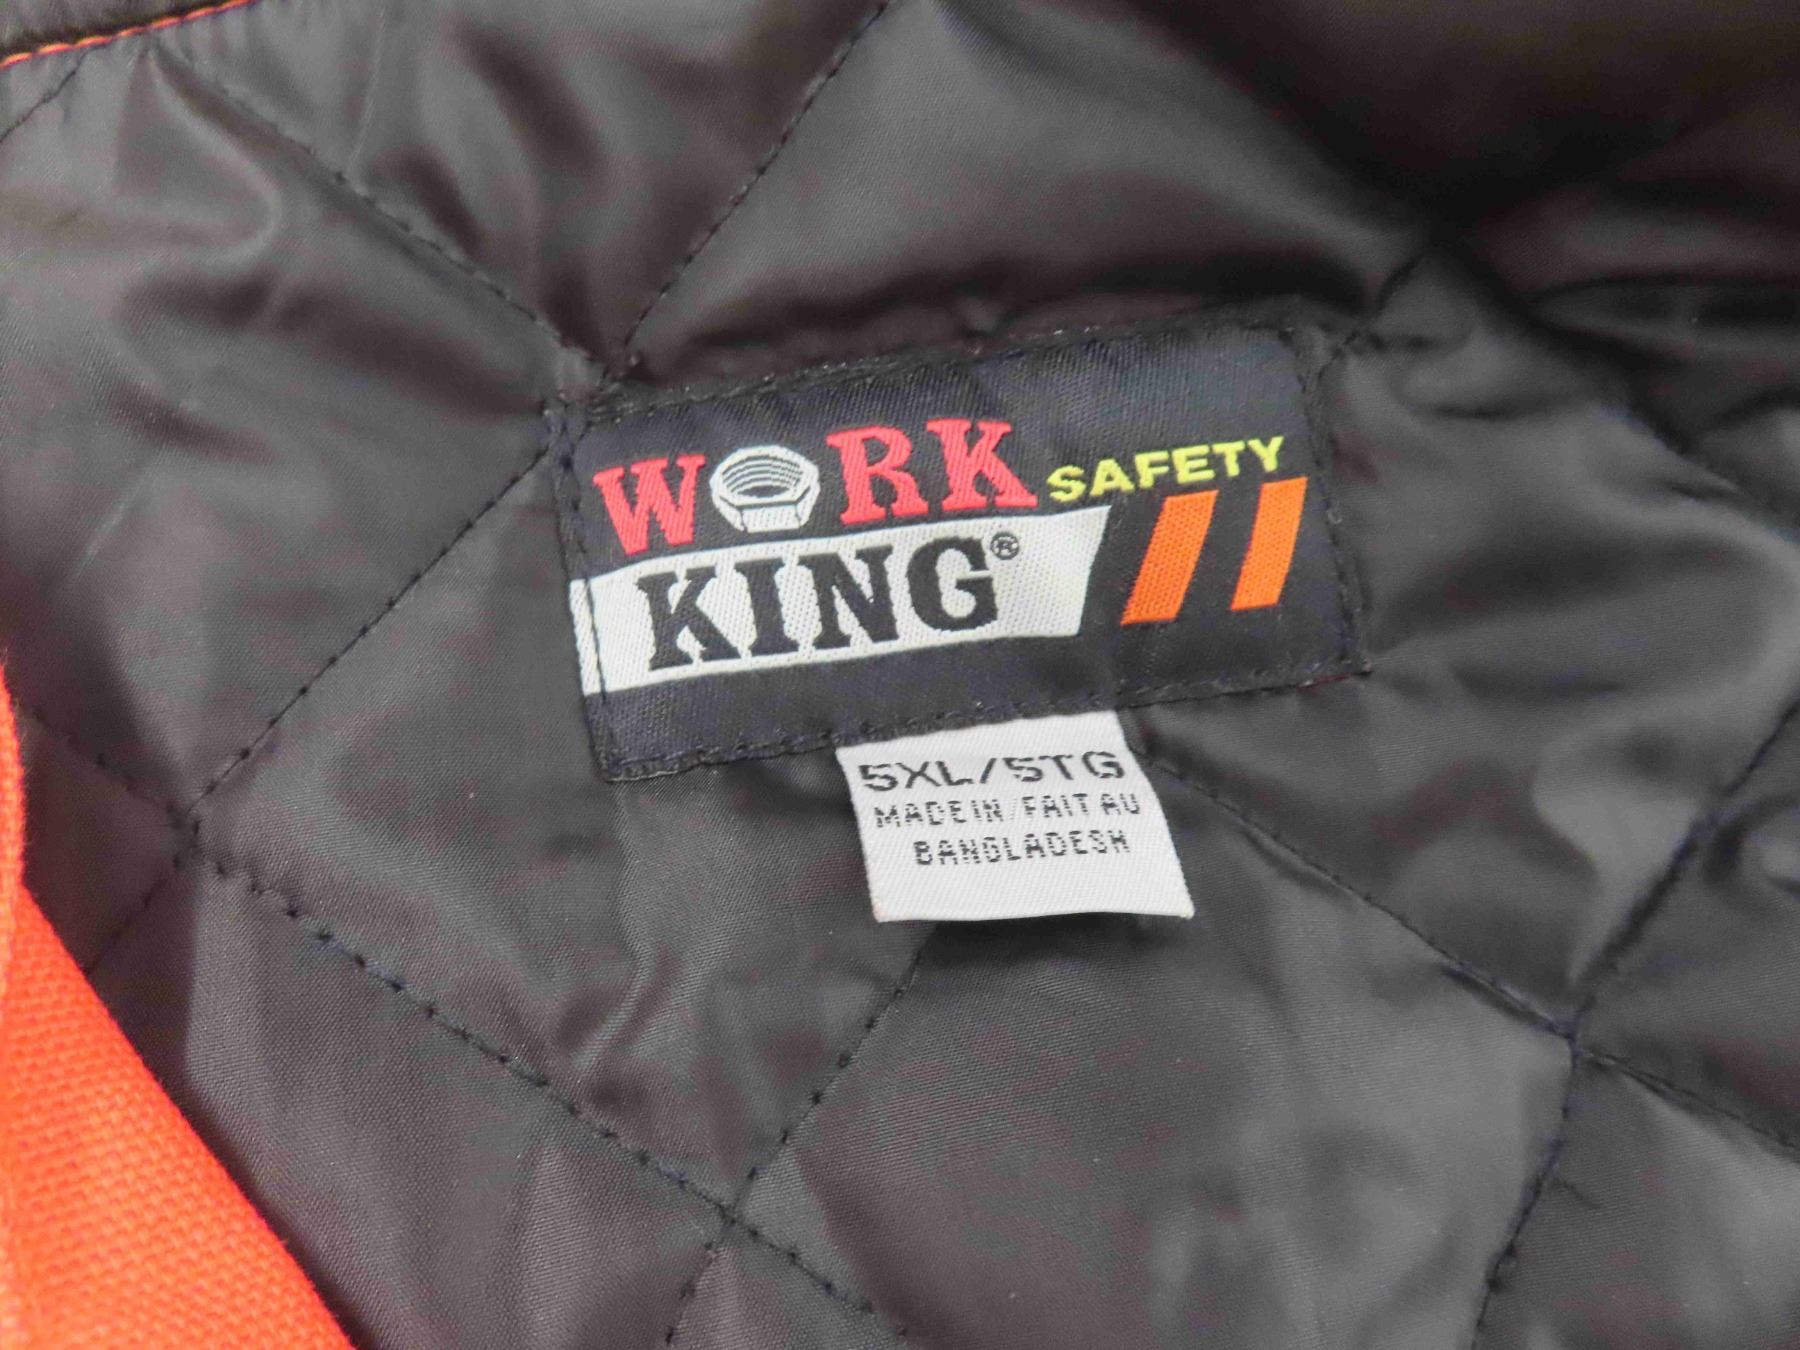 WORK SAFETY
KING®
5XL/5TG
MADE IN/FAIT AU
BANGLADESH